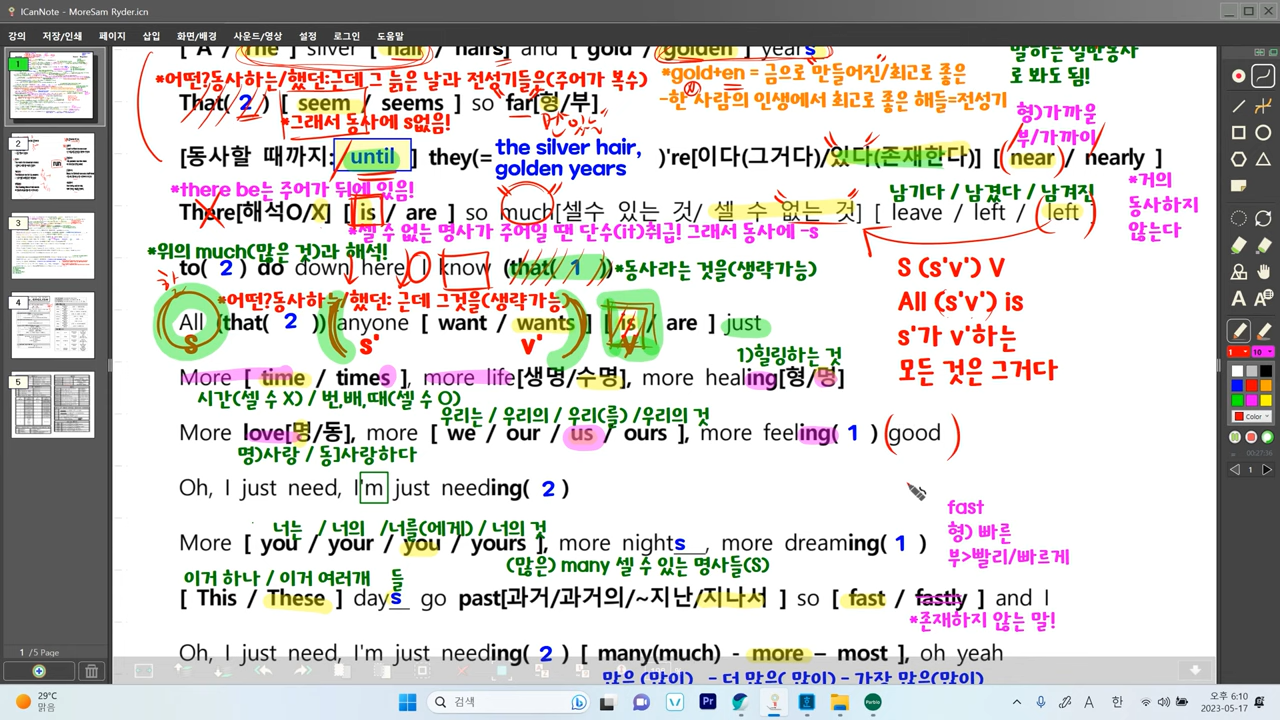 ICanNote - MoreSam Ryder.icn
강의 저장/인쇄 페이지 삽입 화면/배경 사운드/영상 설정 로그인 도움말
[ A / The ] silver [ hair / hairs ] and [ gold / golden ] years
말하는 일반동사
로 봐도 됨!
*어떤?동사하는/했던:근데 그 늙은 날과 전성기들은(주어가 복수)
*gold+en = 금으로 만들어진/최고로 좋은
-한 사람의 인생에서 최고로 좋은 해들=전성기
That( 2 ) [ seem / seems ] so far[형/부]
*그래서 동사에 s없음!
형)가까운
부/가까이
[동사할 때까지: until ] they(= the silver hair, golden years )'re[이다(그거다)/있다(존재한다)] [ near / nearly ]
*there be는 주어가 뒤에 있음!
남기다 / 남겼다 / 남겨진
*거의
동사하지
않는다
There[해석O/X] [ is / are ] so much[셀수 있는 것/ 셀 수 없는 것] [ leave / left / left )
*셀 수 없는 명사가 주어일 땐 단수(it)취급! 그래서 동사에 -s
*위의 much(많은 것)과 해석!
to( 2 ) do down here, I know (that( 1 ))*동사라는 것을(생략가능)
S (s'v') V
All (s'v') is
s'가 v'하는
모든 것은 그거다
*어떤?동사하는/했던: 근데 그것을(생략가능)
All (that( 2 )) (anyone [ want / wants ] ) [ is / are ] just
S s' v' V
1)힐링하는 것
More [ time / times ], more life[생명/수명], more healing[형/명]
시간(셀 수 X) / 번,배,때(셀 수 O)
우리는 / 우리의 / 우리(를) /우리의 것
More love[명/동], more [ we / our / us / ours ], more feeling( 1 ) (good )
명)사랑 / 동]사랑하다
Oh, I just need, I'm just needing( 2 )
너는 / 너의 /너를(에게) / 너의 것
fast
형) 빠른
부>빨리/빠르게
More [ you / your / you / yours ], more nights__, more dreaming( 1 )
(많은) many 셀 수 있는 명사들(S)
이거 하나 / 이거 여러개 들
[ This / These ] days_ go past[과거/과거의/~지난/지나서 ] so [ fast / fastly ] and I
*존재하지 않는 말!
Oh, I just need, I'm just needing( 2 ) [ many(much) - more – most ], oh yeah
많은 (많이) - 더 많은( 많이) - 가장 많은(많이)
1
2
3
4
5
1 /5 Page
Color
00:27:36
29°C
맑음
검색
오후 6:10
2023-05-17